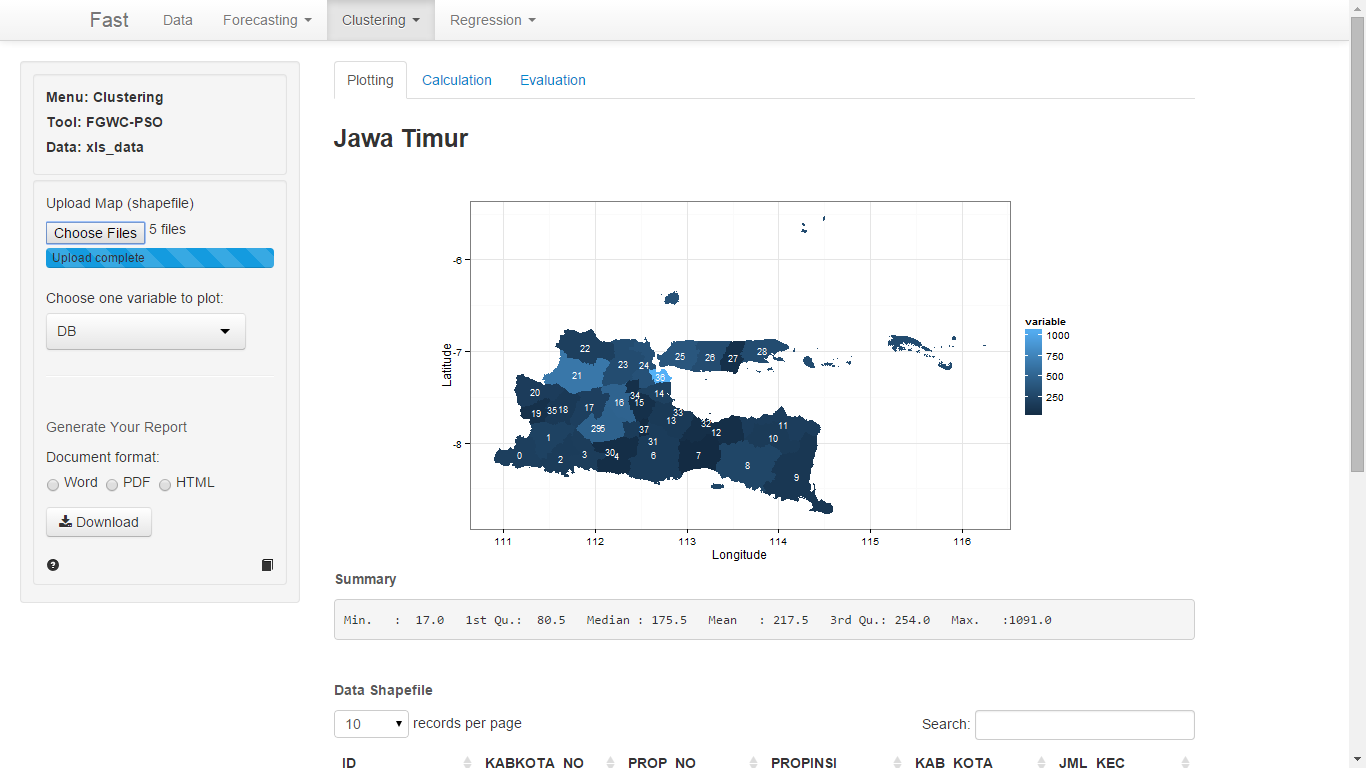 Fast Data Forecasting Clustering Regression
Menu: Clustering
Tool: FGWC-PSO
Data: xls_data
Upload Map (shapefile)
Choose Files 5 files
Upload complete
Choose one variable to plot:
DB
Generate Your Report
Document format:
Word PDF HTML
Download
Plotting Calculation Evaluation
Jawa Timur
Latitude
-6
-7
-8
22
25 26 27 28
23 24
21 36
20 34 14
19 35 18 17 16 15
33
13 32 11
1 295 37 12 10
31
0 2 3 30 4 6 7 8
9
111 112 113 114 115 116
Longitude
variable
1000
750
500
250
Summary
Min. : 17.0 1st Qu.: 80.5 Median : 175.5 Mean : 217.5 3rd Qu.: 254.0 Max. :1091.0
Data Shapefile
10 records per page Search:
ID KABKOTA_NO PROP_NO PROPINSI KAB_KOTA JML_KEC